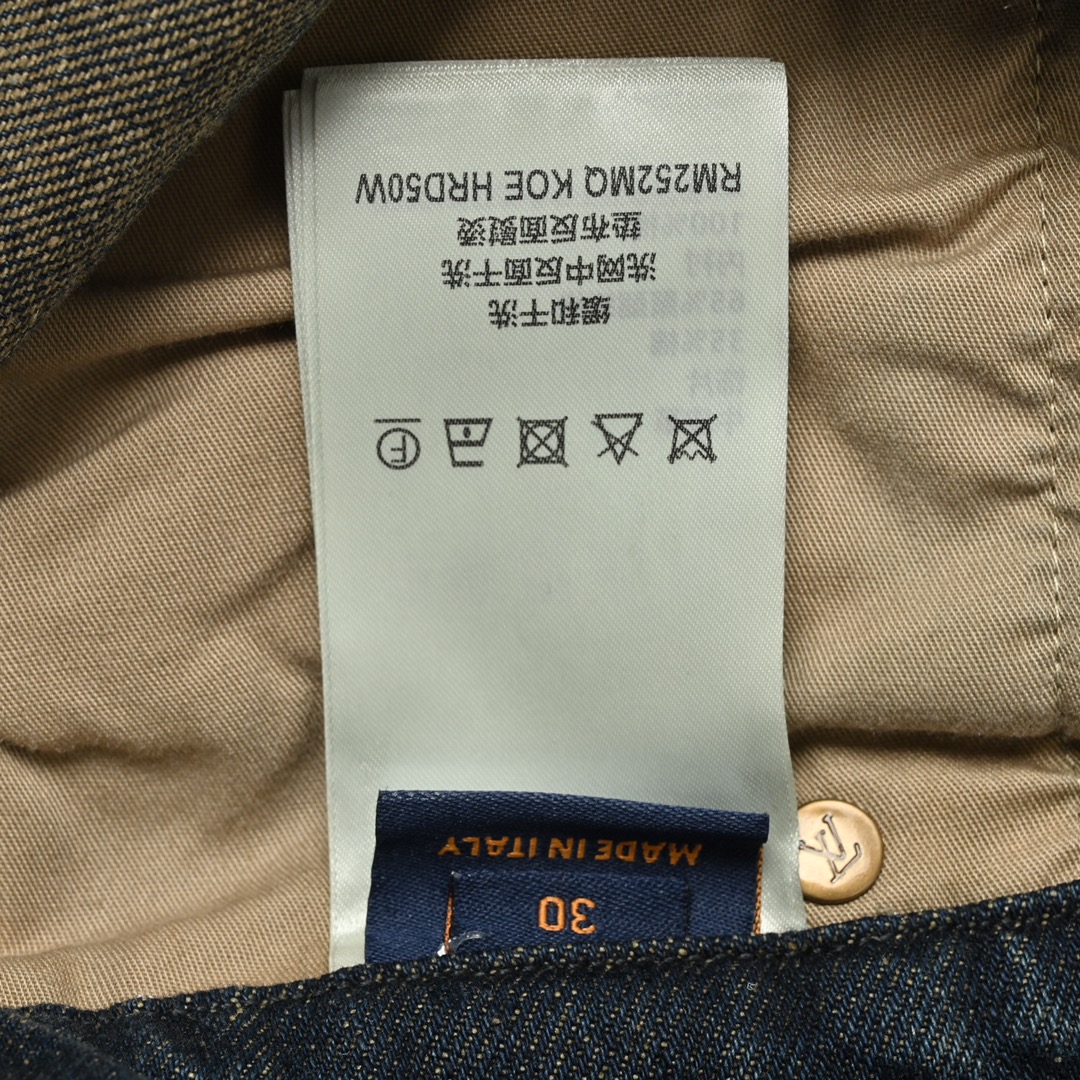 30
MADE IN ITALY
LV
F
缓和干洗
洗网中反面干洗
垫布反面熨烫
RM252MQ KOE HRD50W